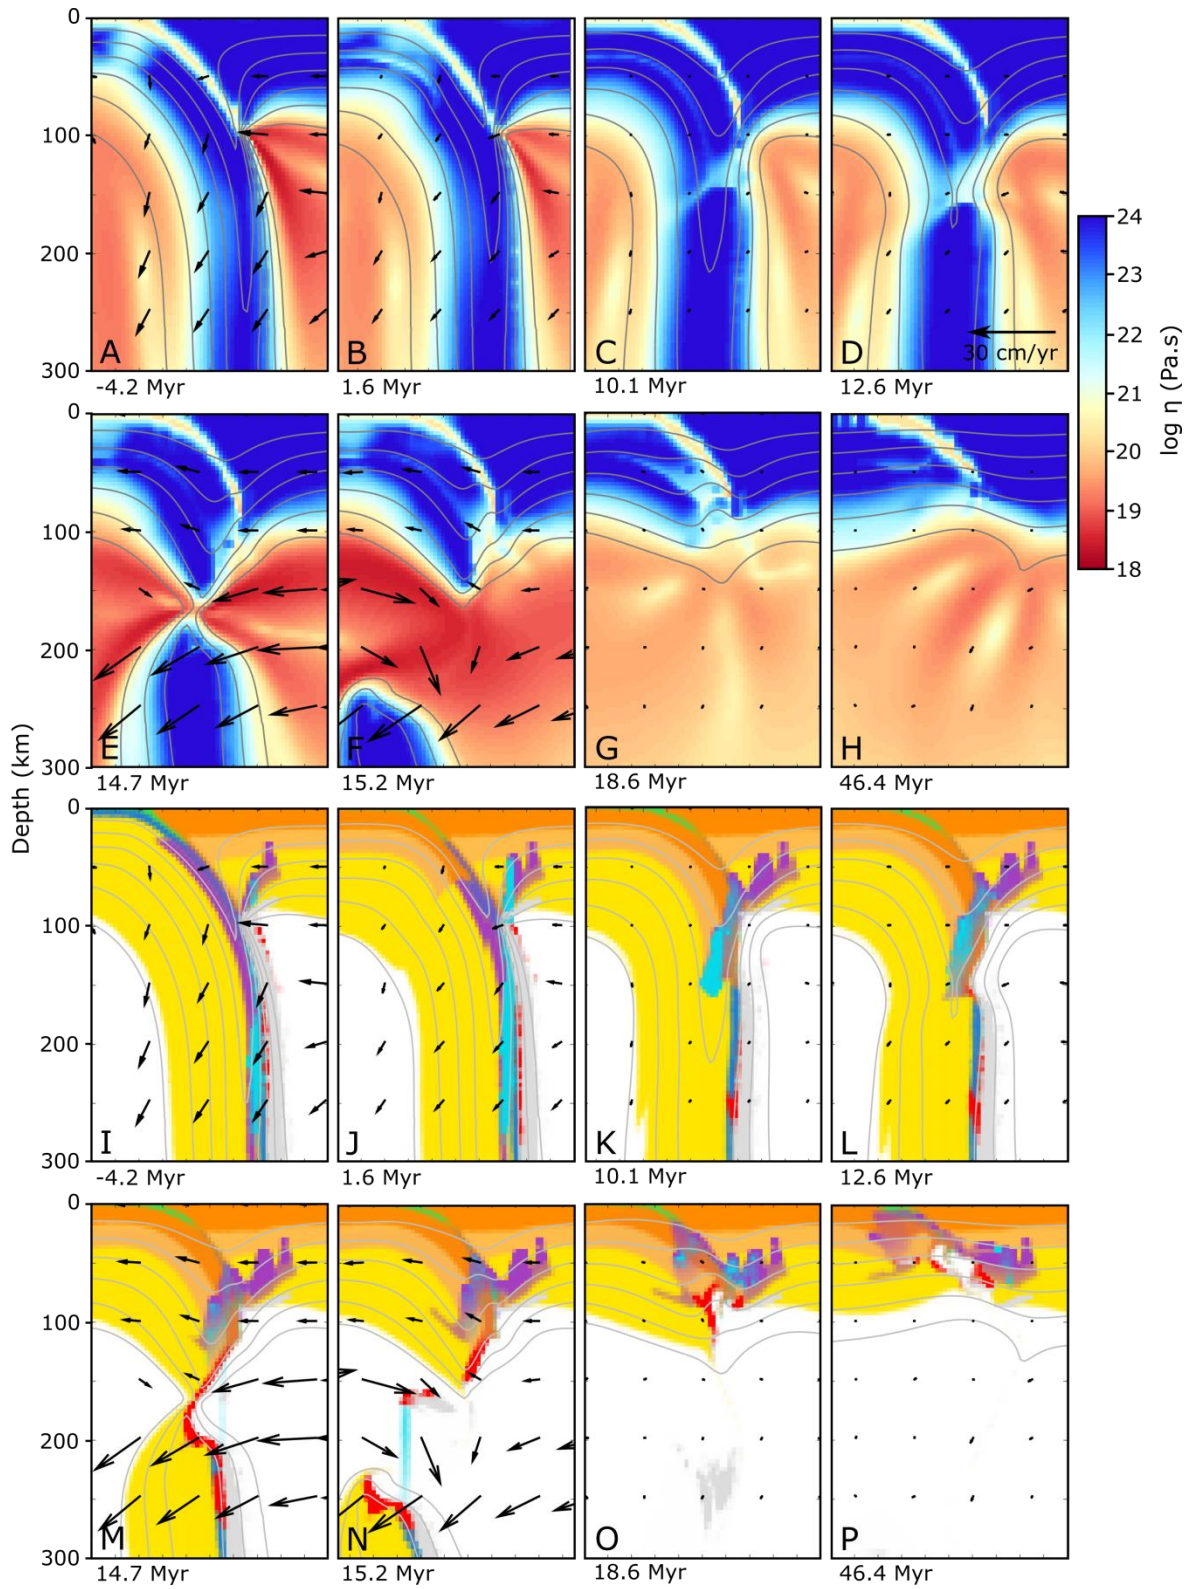 0
100
200
300
A
B
C
D
30 cm/yr
-4.2 Myr
1.6 Myr
10.1 Myr
12.6 Myr
24
23
22
21
20
19
18
log η (Pa.s)
0
100
200
300
E
F
G
H
14.7 Myr
15.2 Myr
18.6 Myr
46.4 Myr
Depth (km)
0
100
200
300
I
J
K
L
-4.2 Myr
1.6 Myr
10.1 Myr
12.6 Myr
0
100
200
300
M
N
O
P
14.7 Myr
15.2 Myr
18.6 Myr
46.4 Myr